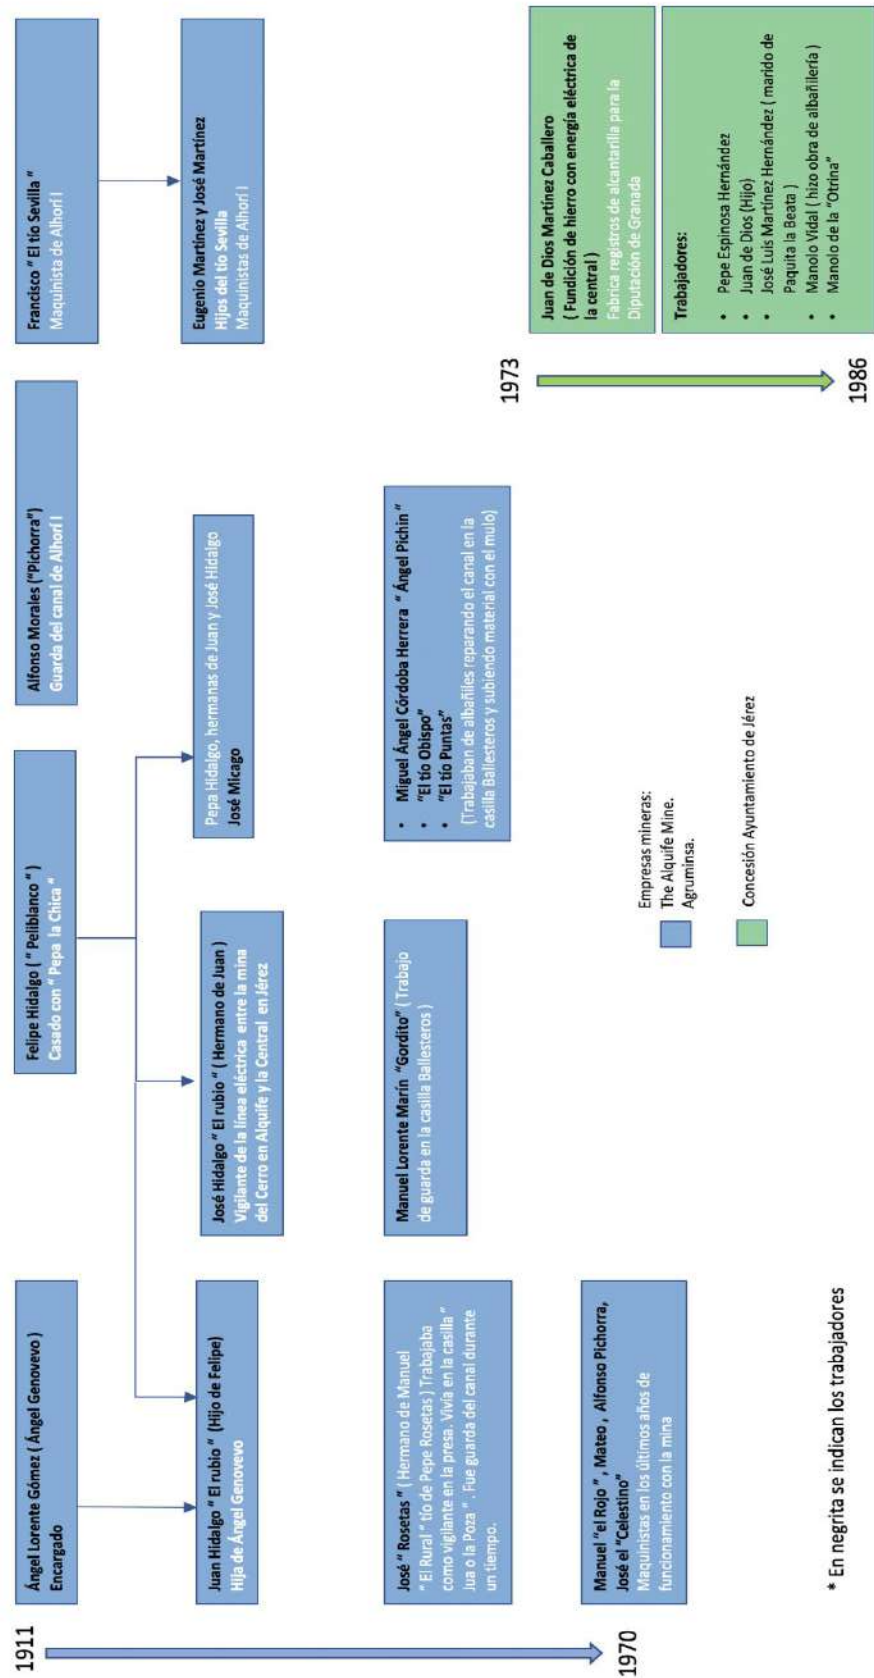 1911
Ángel Lorente Gómez ( Ángel Genovevo )
Encargado
Felipe Hidalgo ( " Peliblanco " )
Casado con " Pepa la Chica "
Alfonso Morales ("Pichorra")
Guarda del canal de Alhorí I
Francisco " El tío Sevilla "
Maquinista de Alhorí I
Juan Hidalgo " El rubio " (Hijo de Felipe)
Hija de Ángel Genovevo
José Hidalgo " El rubio " ( Hermano de Juan )
Vigilante de la línea eléctrica entre la mina
del Cerro en Alquife y la Central en Jérez
Pepa Hidalgo, hermanas de Juan y José Hidalgo
José Micago
Eugenio Martínez y José Martínez
Hijos del tío Sevilla
Maquinistas de Alhorí I
José " Rosetas " ( Hermano de Manuel
" El Rural " tío de Pepe Rosetas ) Trabajaba
como vigilante en la presa. Vivía en la casilla "
Jua o la Poza " . Fue guarda del canal durante
un tiempo.
Manuel Lorente Marín "Gordito" ( Trabajo
de guarda en la casilla Ballesteros )
• Miguel Ángel Córdoba Herrera " Ángel Pichin "
• "El tío Obispo"
• "El tío Puntas"
(Trabajaban de albañiles reparando el canal en la
casilla Ballesteros y subiendo material con el mulo)
Manuel "el Rojo" , Mateo , Alfonso Pichorra,
José el "Celestino"
Maquinistas en los últimos años de
funcionamiento con la mina
1970
Empresas mineras:
The Alquife Mine.
Agruminsa.
Concesión Ayuntamiento de Jérez
1973
Juan de Dios Martínez Caballero
( Fundición de hierro con energía eléctrica de
la central )
Fabrica registros de alcantarilla para la
Diputación de Granada
Trabajadores:
• Pepe Espinosa Hernández
• Juan de Dios (Hijo)
• José Luis Martínez Hernández ( marido de
Paquita la Beata )
• Manolo Vidal ( hizo obra de albañilería )
• Manolo de la "Otrina"
1986
* En negrita se indican los trabajadores